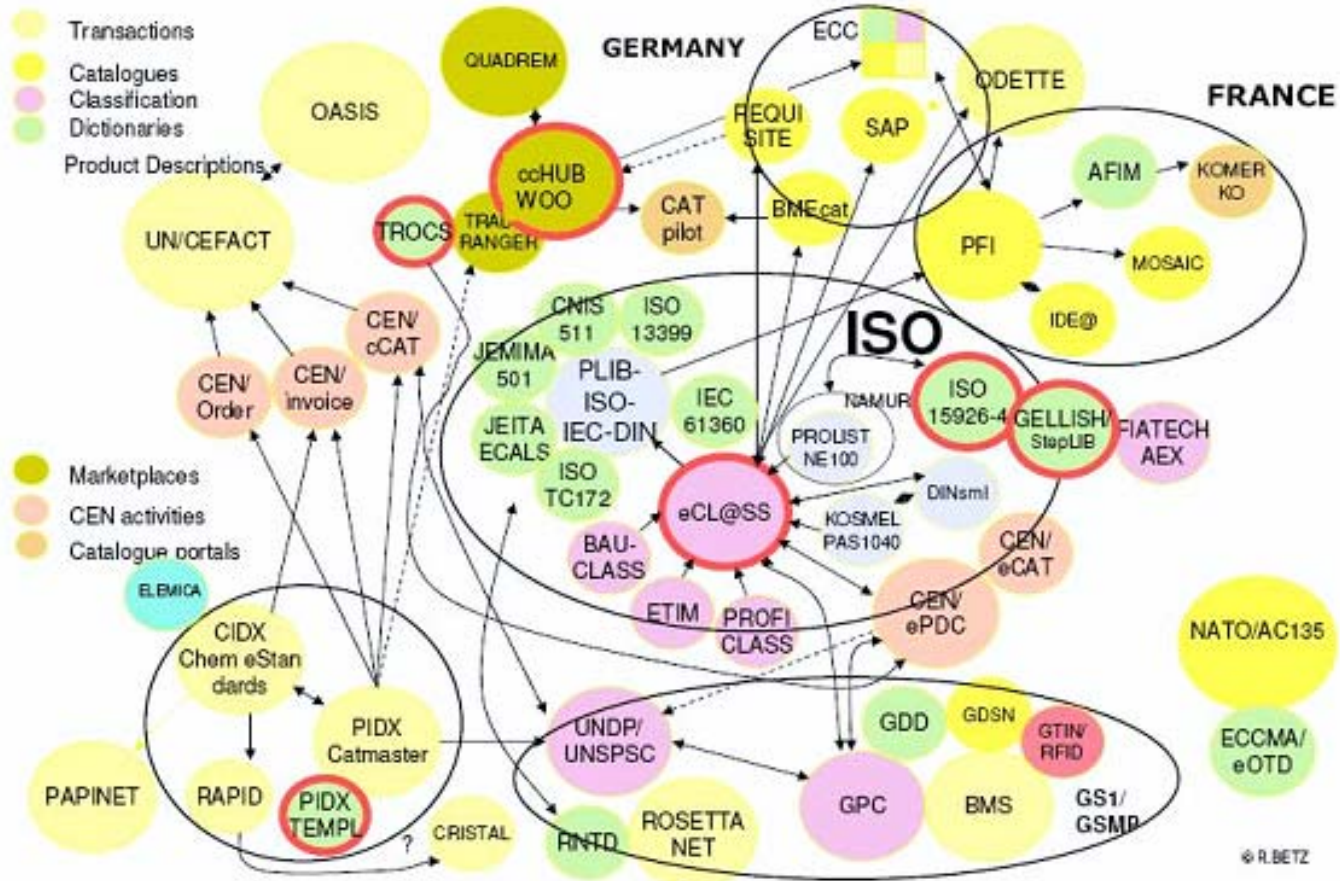 Transactions
Catalogues
Classification
Dictionaries
Product Descriptions
OASIS
UN/CEFACT
QUADREM
GERMANY
ECC
ODETTE
FRANCE
REQUI
SITE
SAP
ccHUB
WOO
TROCS
RANGER
CAT
pilot
BMEcat
AFIM
KOMER
KO
PFI
MOSAIC
IDE@
CEN/
cCAT
CEN/
Order
CEN/
invoice
CNIS
511
ISO
13399
ISO
JEMIMA
501
PLIB-
ISO-
IEC-DIN
IEC
61360
NAMUR
ISO
15926-4
GELLISH/
StepLIB
FIATECH
AEX
JEITA
ECALS
PROLIST
NE100
ISO
TC172
eCL@SS
DINsml
KOSMEL
PAS1040
Marketplaces
CEN activities
Catalogue portals
BAU-
CLASS
CEN/
eCAT
ELEMICA
ETIM
PROFI
CLASS
CEN/
ePDC
NATO/AC135
CIDX
Chem eStan
dards
PIDX
Catmaster
UNDP/
UNSPSC
GDD
GDSN
GTIN/
RFID
ECCMA/
eOTD
PAPINET
RAPID
PIDX
TEMPL
?
CRISTAL
RNTD
ROSETTA
NET
GPC
BMS
GS1/
GSMP
© R.BETZ